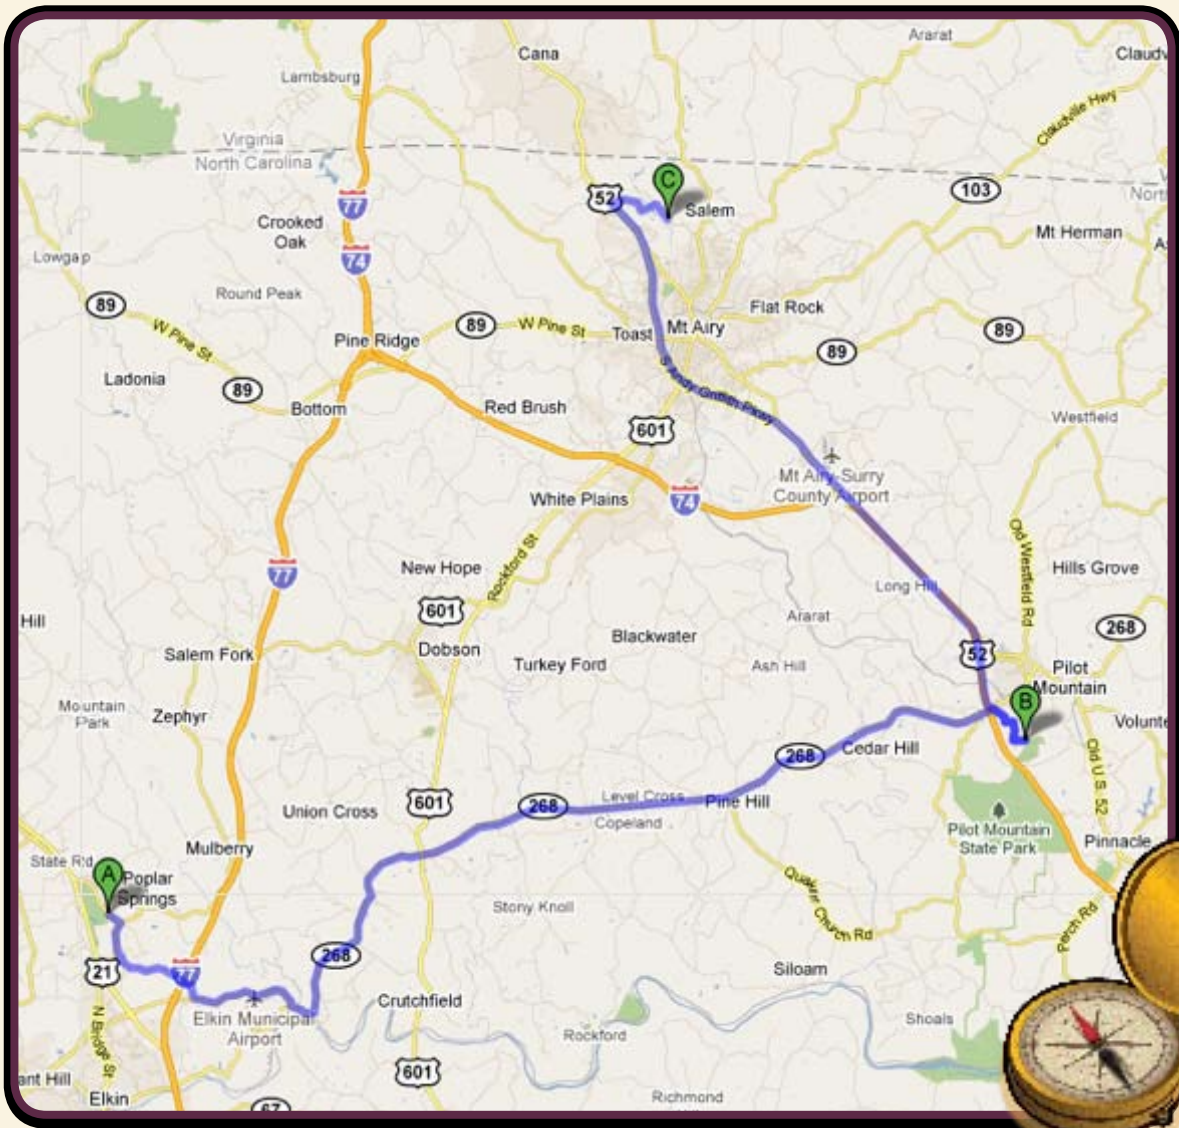 Cana
Ararat
Lambsburg
Claudville Hwy
Virginia
North Carolina
C
77
52
Salem
103
North
Crooked
Oak
Mt Herman
74
Lowgap
Round Peak
89
W Pine St
89
W Pine St
Flat Rock
89
Toast
Mt Airy
Pine Ridge
89
Ladonia
89
S Andy Griffith Pkwy
Bottom
Red Brush
Westfield
601
Mt Airy-Surry
County Airport
White Plains
74
Old Westfield Rd
77
New Hope
Rockford St
Hills Grove
Long Hill
601
Ararat
Hill
268
Blackwater
Dobson
Salem Fork
52
Turkey Ford
Ash Hill
Pilot
Mountain
B
Mountain
Park
Zephyr
Cedar Hill
268
Old U.S. 52
601
268
Level Cross
Pine Hill
Union Cross
Copeland
Pilot Mountain
State Park
Pinnacle
Mulberry
State Rd
A
Poplar
Springs
Quaker Church Rd
Stony Knoll
Perch Rd
268
21
77
Siloam
Crutchfield
N Bridge St
Elkin Municipal
Airport
Shoals
Rockford
601
ant Hill
Elkin
Richmond
67